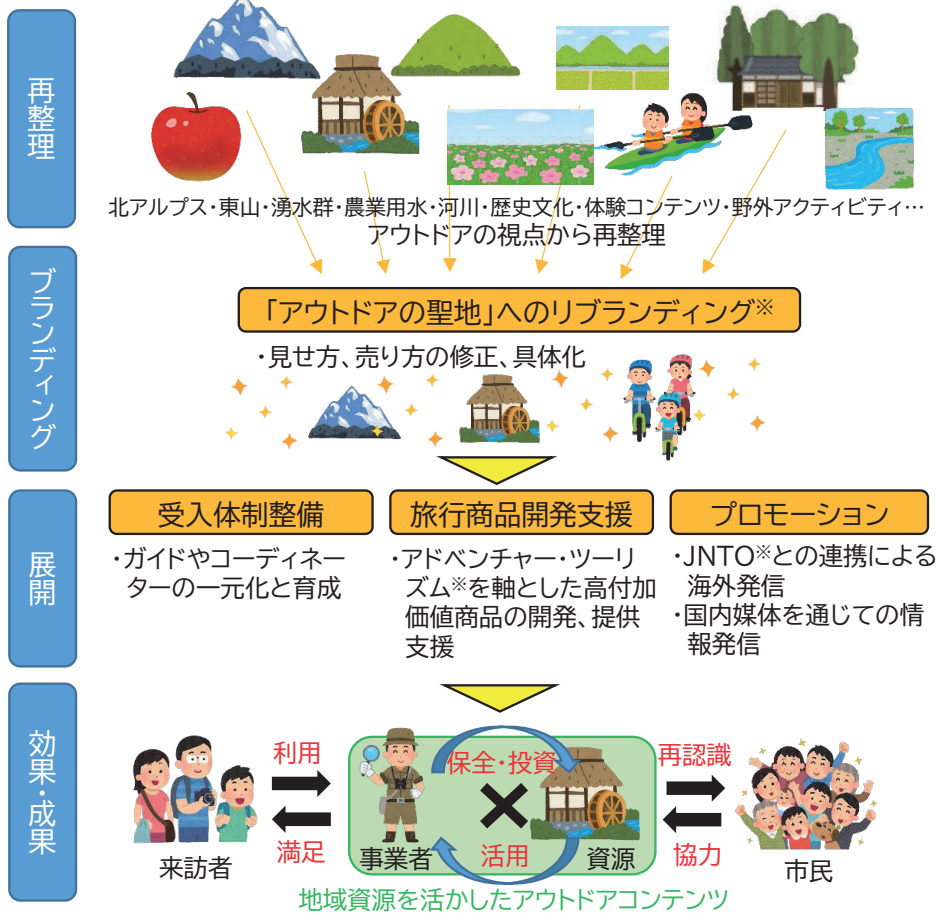 再整理
北アルプス・東山・湧水群・農業用水・河川・歴史文化・体験コンテンツ・野外アクティビティ…
アウトドアの視点から再整理
ブランディング
「アウトドアの聖地」へのリブランディング※
・見せ方、売り方の修正、具体化
展開
受入体制整備
・ガイドやコーディネー
ターの一元化と育成
旅行商品開発支援
・アドベンチャー・ツーリ
ズム※を軸とした高付加
価値商品の開発、提供
支援
プロモーション
・JNTO※との連携による
海外発信
・国内媒体を通じての情
報発信
効果・成果
来訪者
利用
満足
事業者
保全・投資
活用
資源
再認識
協力
市民
地域資源を活かしたアウトドアコンテンツ